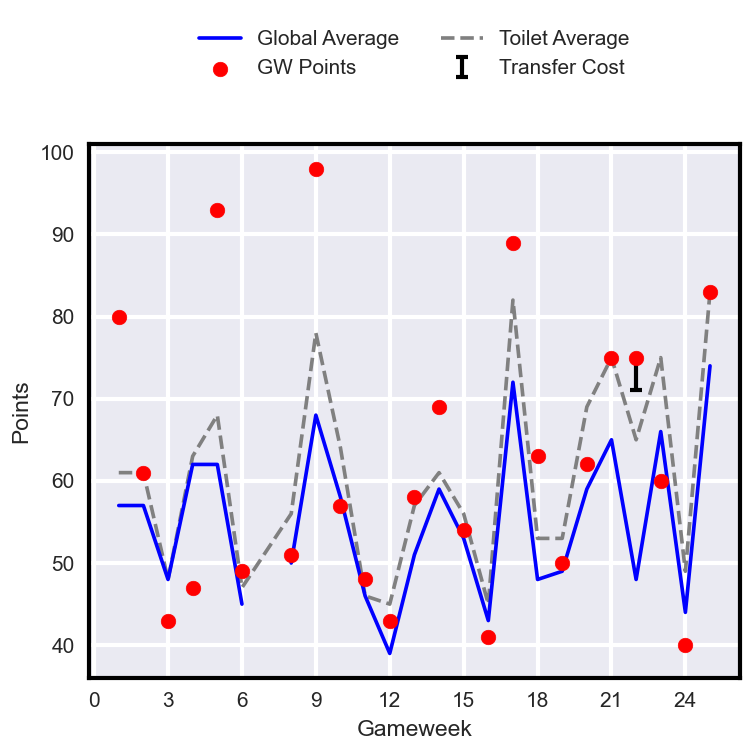 Global Average
Toilet Average
GW Points
Transfer Cost
100
90
80
70
60
50
40
Points
0 3 6 9 12 15 18 21 24
Gameweek